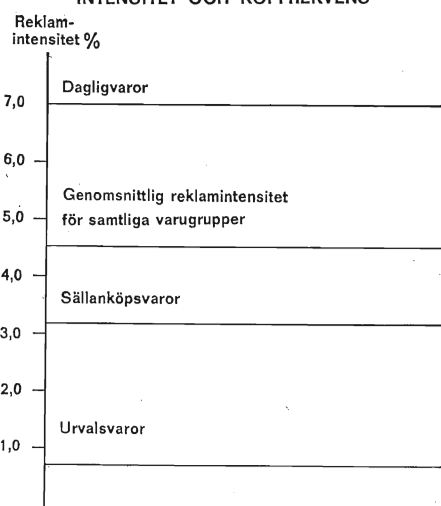 INTENSITET OCH KÖPFREKVENS
Reklam-
intensitet %
Dagligvaror
7,0
6,0
Genomsnittlig reklamintensitet
för samtliga varugrupper
5,0
4,0
Sällanköpsvaror
3,0
2,0
Urvalsvaror
1,0